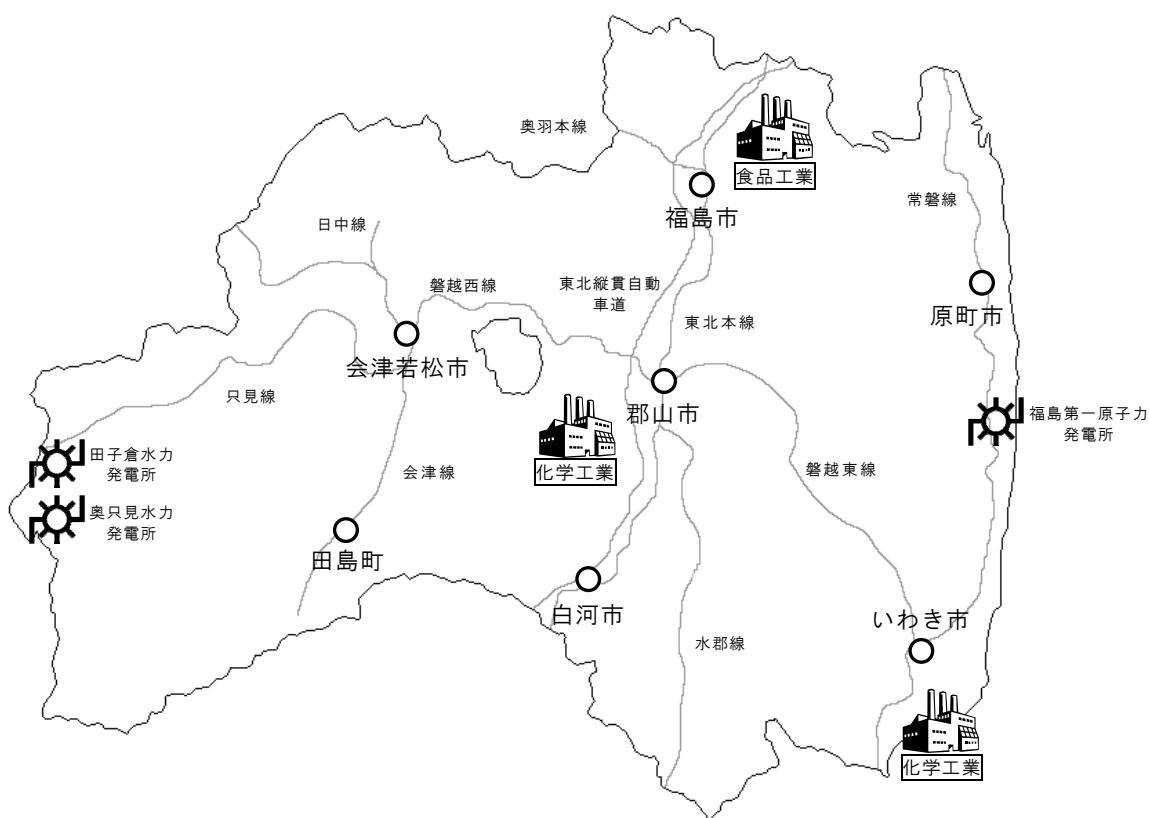 奥羽本線
食品工業
福島市
常磐線
日中線
磐越西線
東北縦貫自動
車道
東北本線
原町市
会津若松市
只見線
郡山市
福島第一原子力
発電所
田子倉水力
発電所
化学工業
会津線
磐越東線
奥只見水力
発電所
田島町
白河市
いわき市
水郡線
化学工業